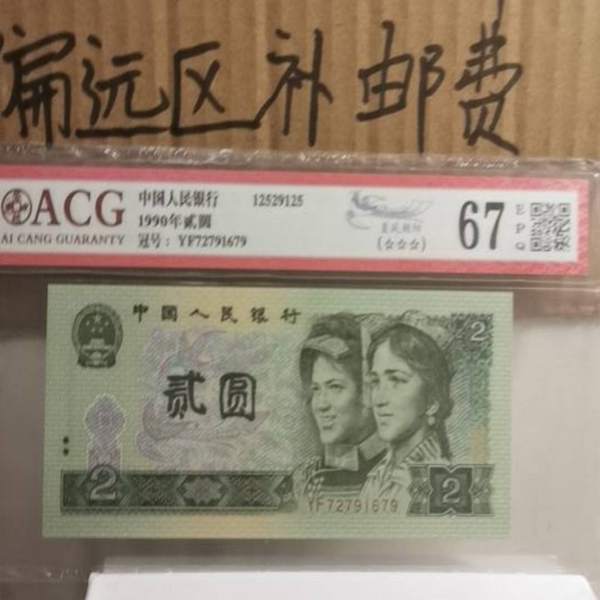 偏远区补邮费
ACG
AI CANG GUARANTY
中国人民银行 12529125
1990年贰圆
冠号: YF72791679
(☆☆☆)
67
EPQ
中国人民银行
贰圆
2
2
YF72791679
2